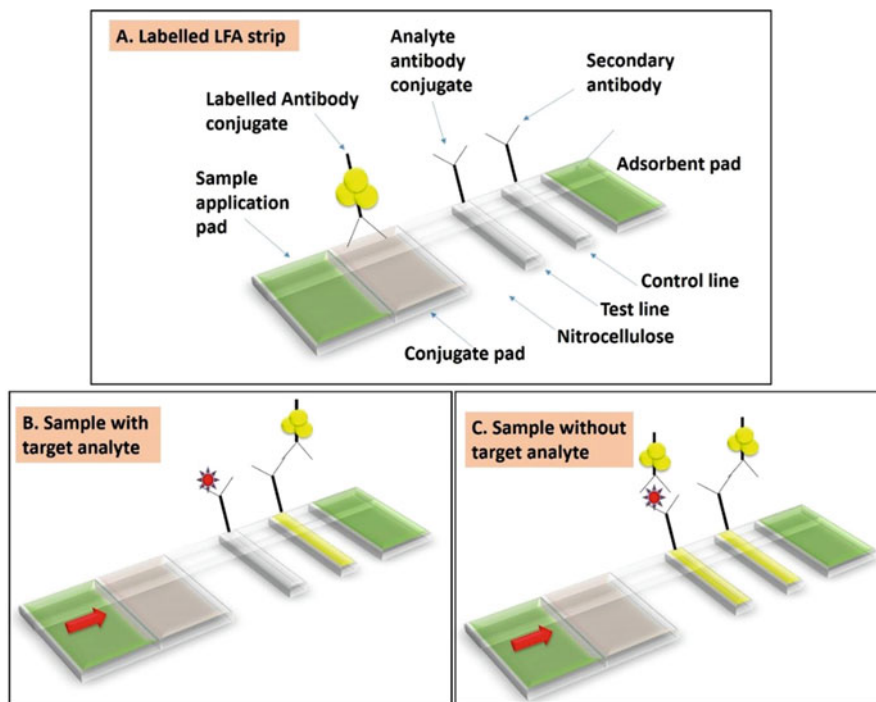 A. Labelled LFA strip
Labelled Antibody
conjugate
Analyte
antibody
conjugate
Secondary
antibody
Sample
application
pad
Adsorbent pad
Control line
Test line
Nitrocellulose
Conjugate pad
B. Sample with
target analyte
C. Sample without
target analyte